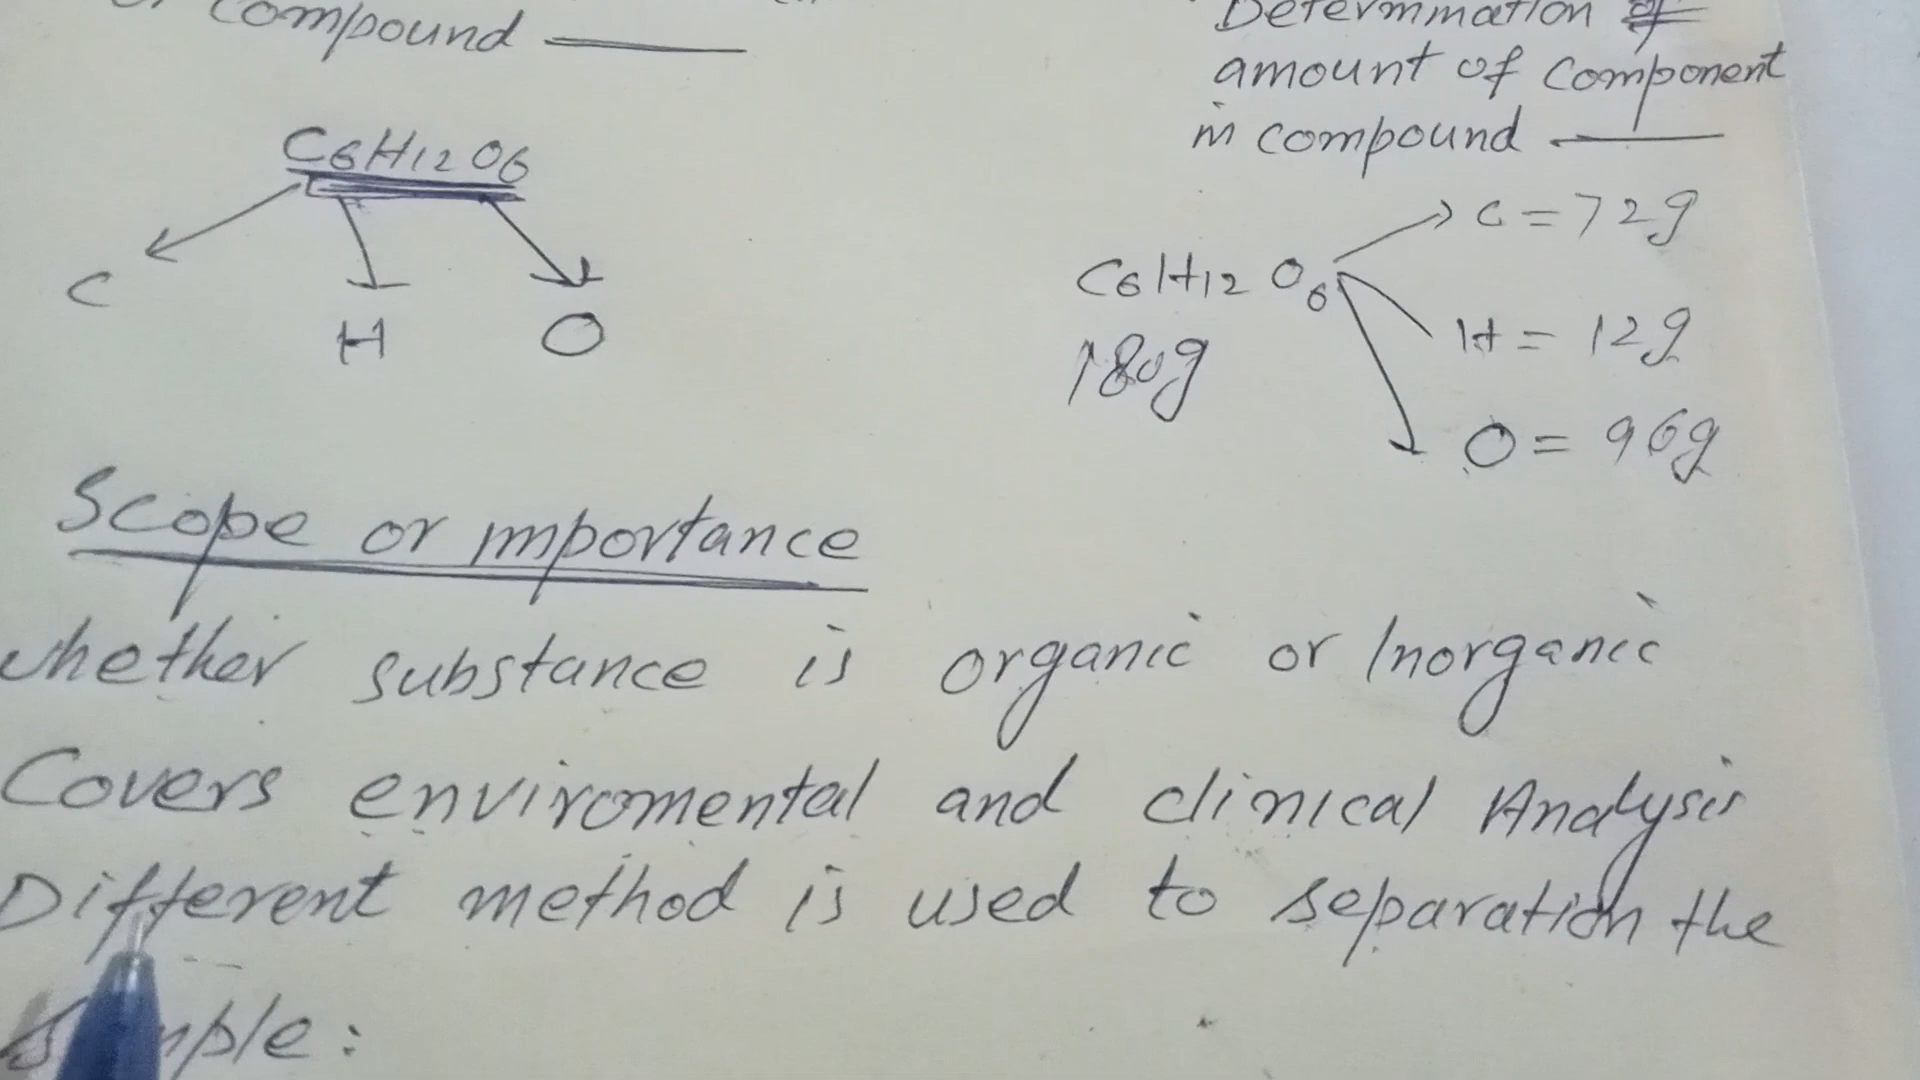 compound
C6H12O6
C
H
O
Determination of
amount of component
in compound
C6H12O6
180g
C = 72g
H = 12g
O = 96g
Scope or importance
whether substance is organic or Inorganic
Covers enviromental and clinical Analysis
Different method is used to separation the